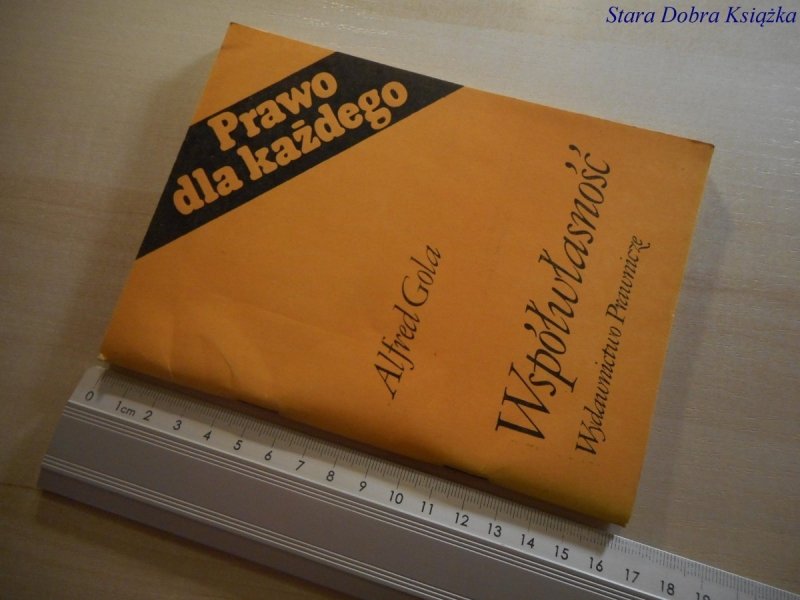 Stara Dobra Książka
Prawo
dla każdego
Alfred Gola
Współwłasność
Wydawnictwo Prawnicze
0 1cm 2 3 4 5 6 7 8 9 10 11 12 13 14 15 16 17 18 19